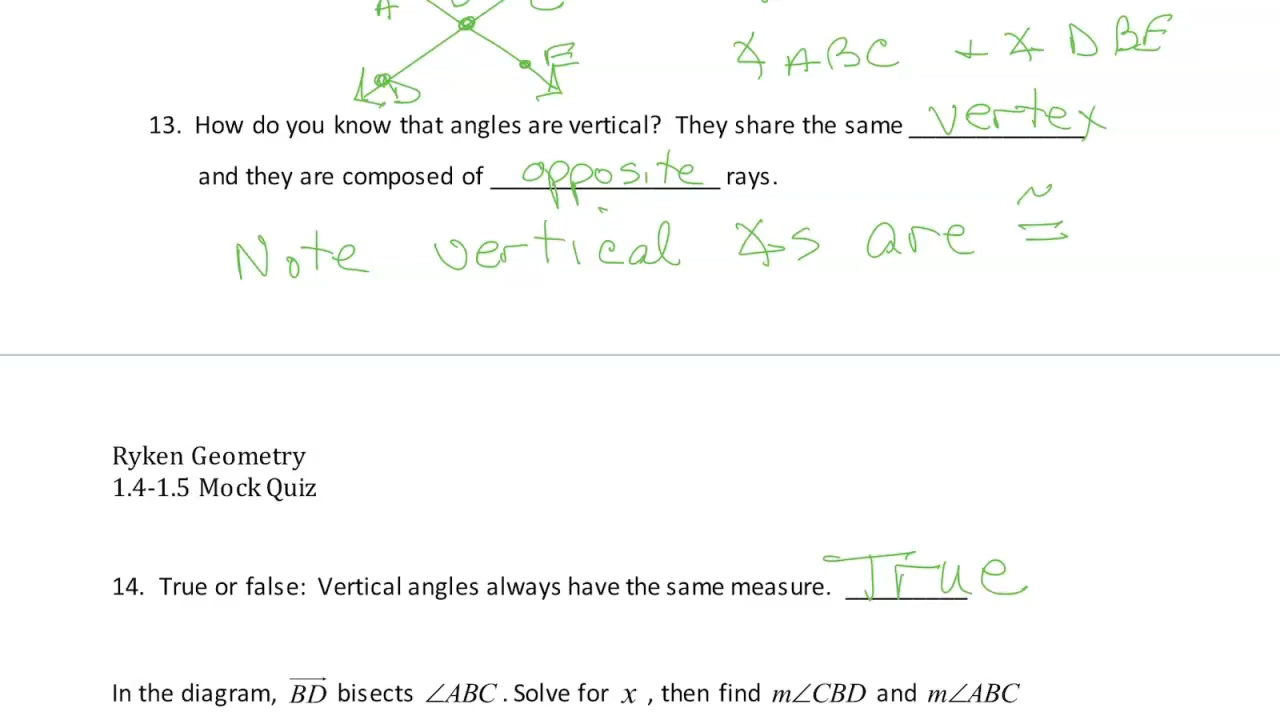 A
∠ABC + ∠DBE
D E
13. How do you know that angles are vertical? They share the same vertex
and they are composed of opposite rays.
Note vertical ∠s are ≅
Ryken Geometry
1.4-1.5 Mock Quiz
14. True or false: Vertical angles always have the same measure. True
In the diagram, BD bisects ∠ABC. Solve for x, then find m∠CBD and m∠ABC